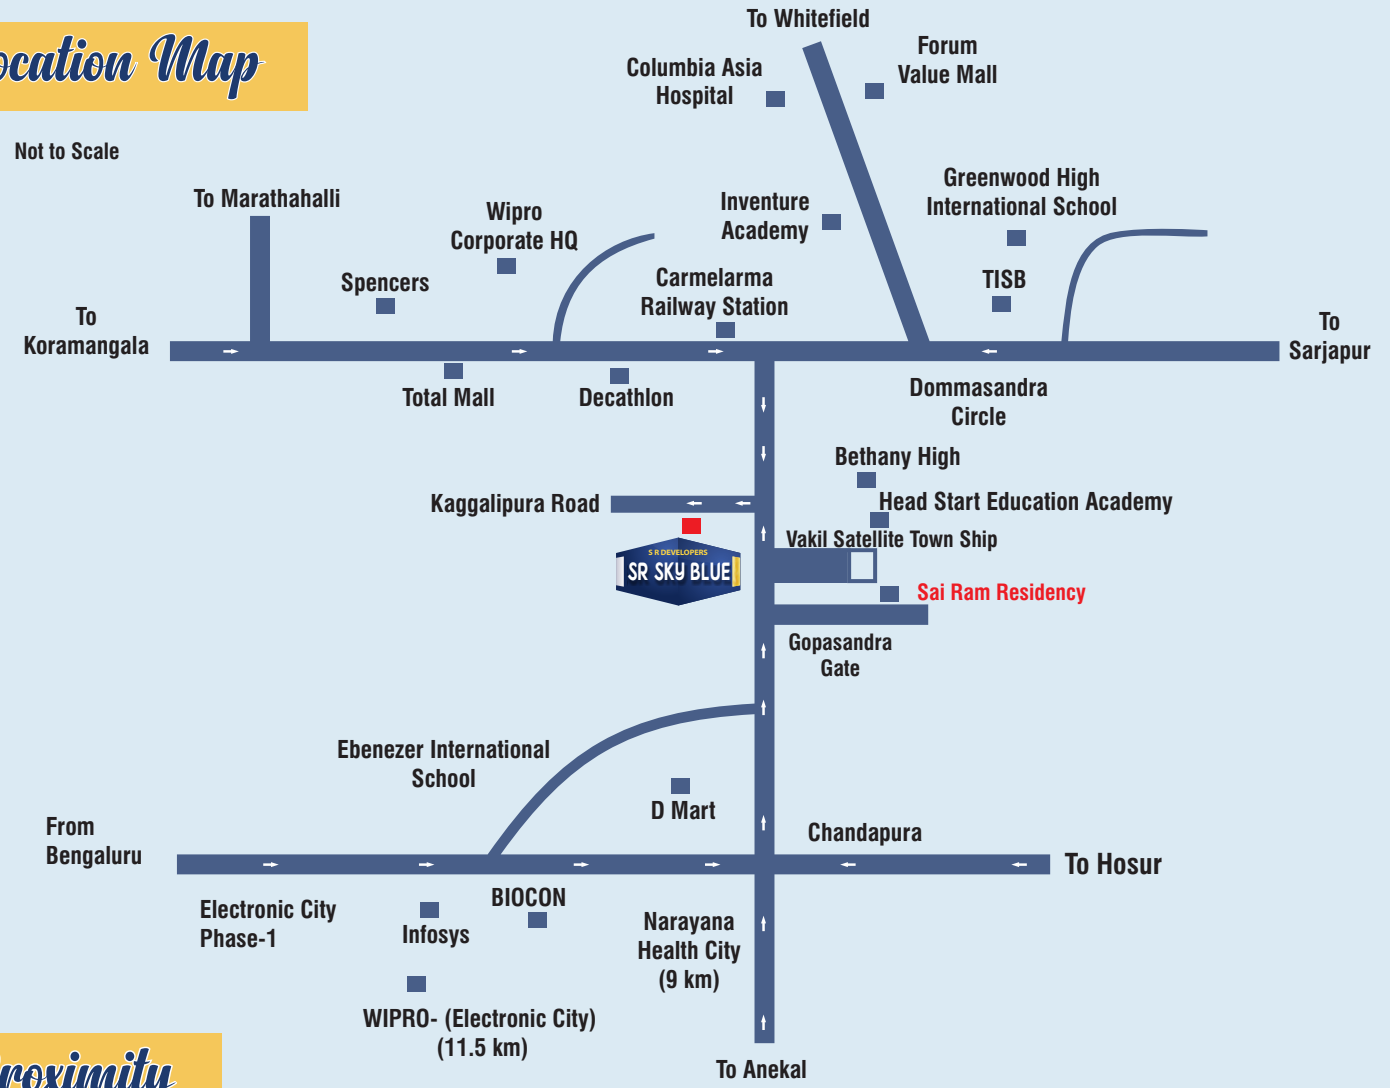 ocation Map
Not to Scale
To Whitefield
Forum
Value Mall
Columbia Asia
Hospital
To Marathahalli
Wipro
Corporate HQ
Inventure
Academy
Greenwood High
International School
Spencers
Carmelarma
Railway Station
TISB
To
Koramangala
To
Sarjapur
Total Mall
Decathlon
Dommasandra
Circle
Bethany High
Kaggalipura Road
Head Start Education Academy
Vakil Satellite Town Ship
S R DEVELOPERS
SR SKY BLUE
Sai Ram Residency
Gopasandra
Gate
Ebenezer International
School
D Mart
From
Bengaluru
Chandapura
To Hosur
Electronic City
Phase-1
Infosys
BIOCON
Narayana
Health City
(9 km)
WIPRO- (Electronic City)
(11.5 km)
To Anekal
roximity